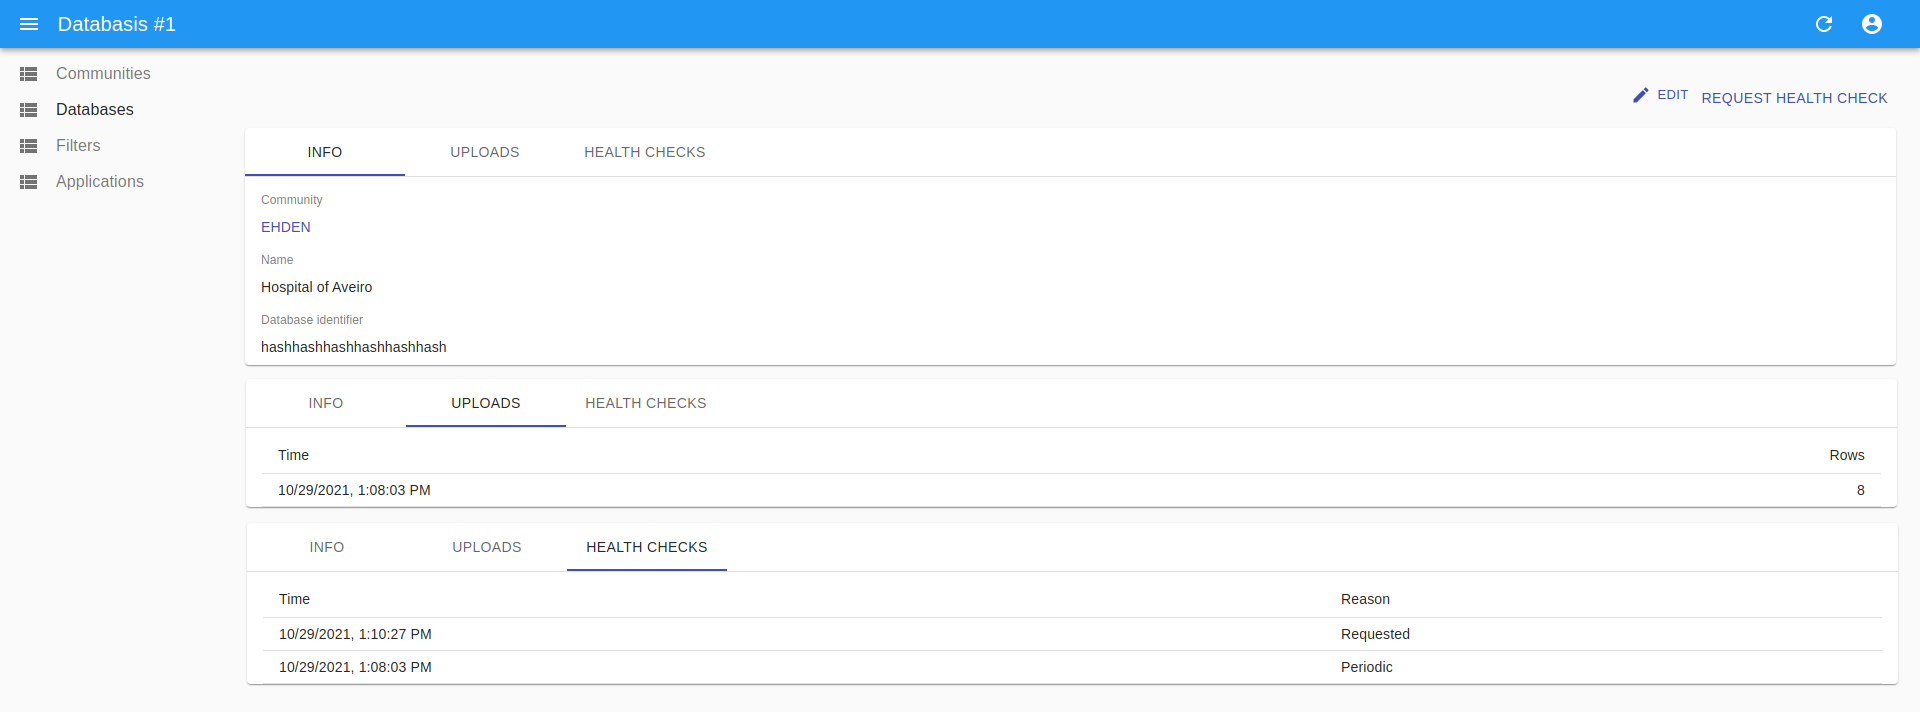 Databasis #1
Communities
Databases
Filters
Applications
EDIT REQUEST HEALTH CHECK
INFO UPLOADS HEALTH CHECKS
Community
EHDEN
Name
Hospital of Aveiro
Database identifier
hashhashhashhashhashhash
INFO UPLOADS HEALTH CHECKS
Time Rows
10/29/2021, 1:08:03 PM 8
INFO UPLOADS HEALTH CHECKS
Time Reason
10/29/2021, 1:10:27 PM Requested
10/29/2021, 1:08:03 PM Periodic